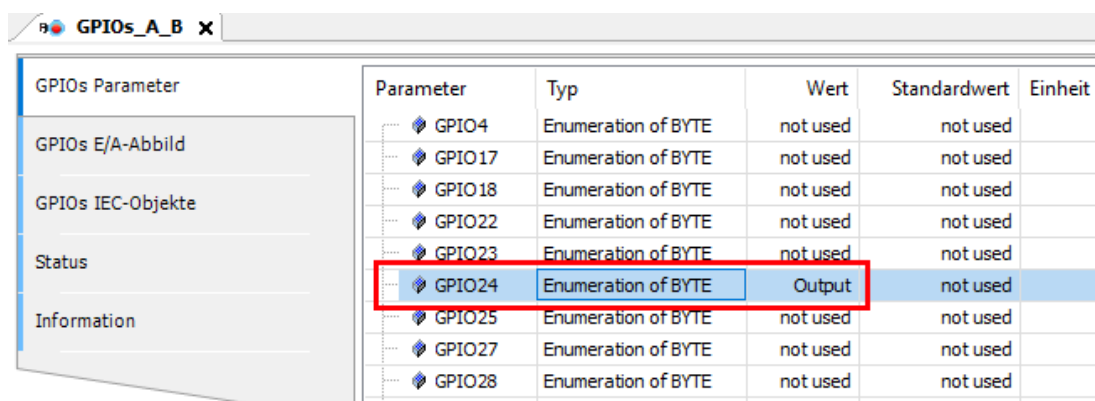 GPIOs_A_B X
GPIOs Parameter
GPIOs E/A-Abbild
GPIOs IEC-Objekte
Status
Information
Parameter Typ Wert Standardwert Einheit
GPIO4 Enumeration of BYTE not used not used
GPIO17 Enumeration of BYTE not used not used
GPIO18 Enumeration of BYTE not used not used
GPIO22 Enumeration of BYTE not used not used
GPIO23 Enumeration of BYTE not used not used
GPIO24 Enumeration of BYTE Output not used
GPIO25 Enumeration of BYTE not used not used
GPIO27 Enumeration of BYTE not used not used
GPIO28 Enumeration of BYTE not used not used